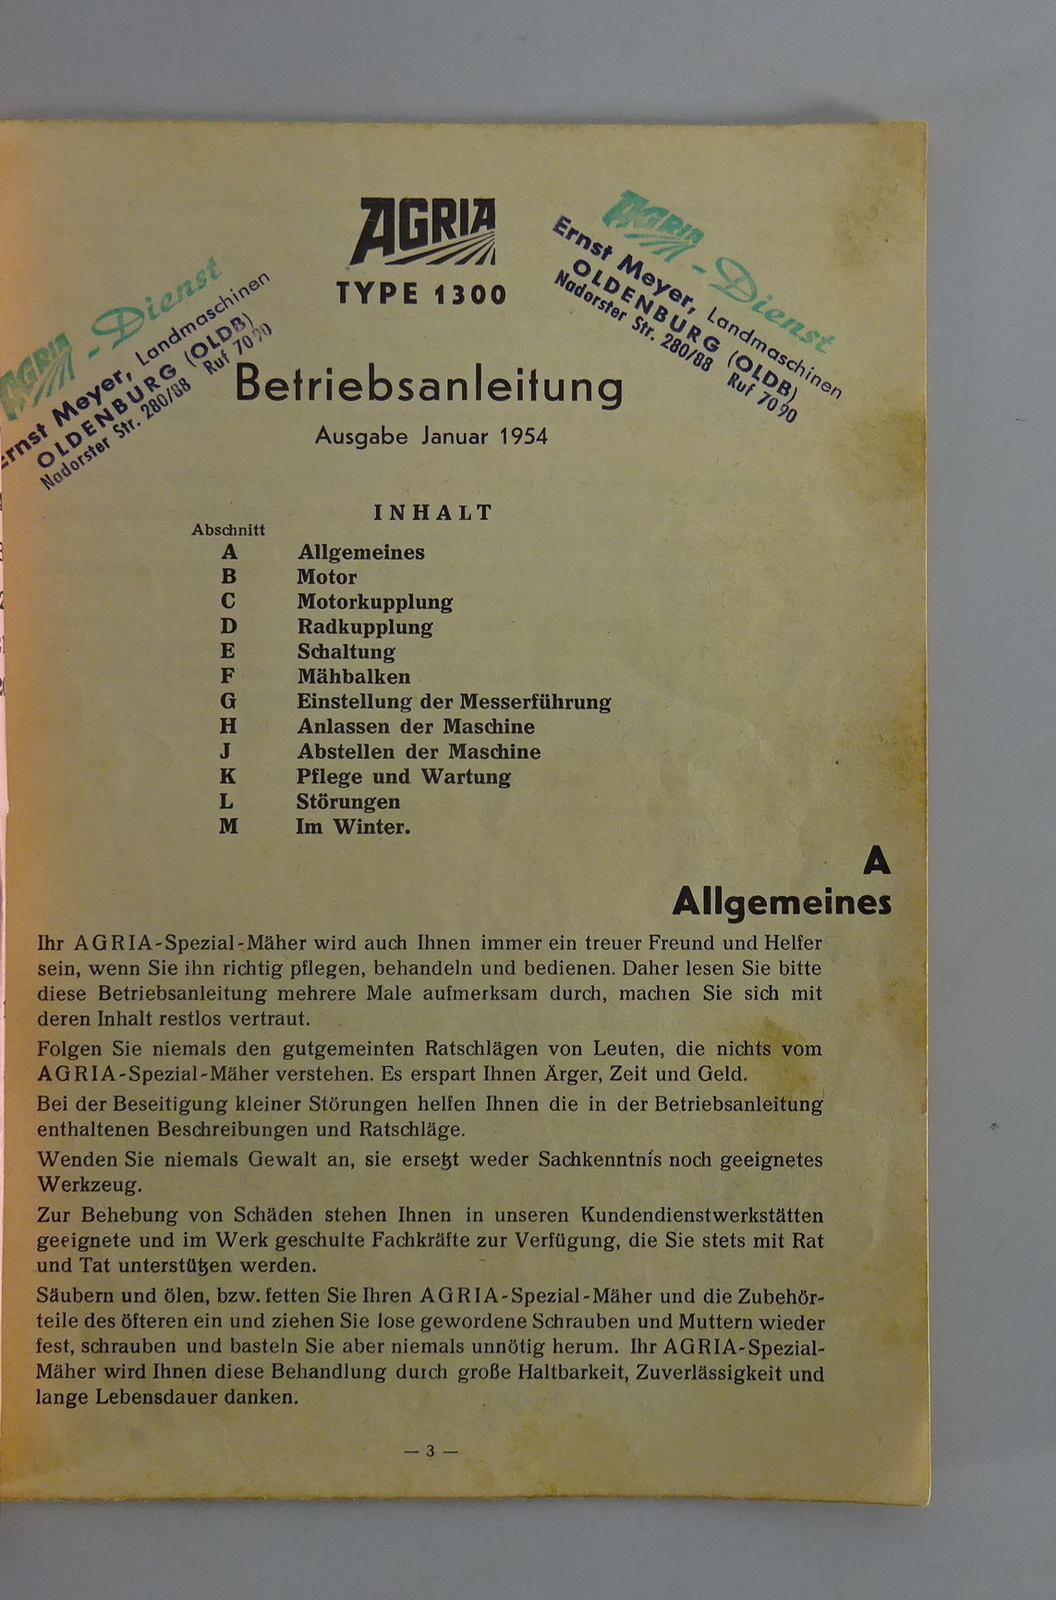 AGRIA
TYPE 1300
AGRIA - Dienst
Ernst Meyer, Landmaschinen
OLDENBURG (OLDB)
Nadorster Str. 280/88 Ruf 7090
AGRIA - Dienst
Ernst Meyer, Landmaschinen
OLDENBURG (OLDB)
Nadorster Str. 280/88 Ruf 7090
Betriebsanleitung
Ausgabe Januar 1954
INHALT
Abschnitt
A Allgemeines
B Motor
C Motorkupplung
D Radkupplung
E Schaltung
F Mähbalken
G Einstellung der Messerführung
H Anlassen der Maschine
J Abstellen der Maschine
K Pflege und Wartung
L Störungen
M Im Winter.
A
Allgemeines
Ihr AGRIA-Spezial-Mäher wird auch Ihnen immer ein treuer Freund und Helfer
sein, wenn Sie ihn richtig pflegen, behandeln und bedienen. Daher lesen Sie bitte
diese Betriebsanleitung mehrere Male aufmerksam durch, machen Sie sich mit
deren Inhalt restlos vertraut.
Folgen Sie niemals den gutgemeinten Ratschlägen von Leuten, die nichts vom
AGRIA-Spezial-Mäher verstehen. Es erspart Ihnen Ärger, Zeit und Geld.
Bei der Beseitigung kleiner Störungen helfen Ihnen die in der Betriebsanleitung
enthaltenen Beschreibungen und Ratschläge.
Wenden Sie niemals Gewalt an, sie ersetzt weder Sachkenntnis noch geeignetes
Werkzeug.
Zur Behebung von Schäden stehen Ihnen in unseren Kundendienstwerkstätten
geeignete und im Werk geschulte Fachkräfte zur Verfügung, die Sie stets mit Rat
und Tat unterstützen werden.
Säubern und ölen, bzw. fetten Sie Ihren AGRIA-Spezial-Mäher und die Zubehör-
teile des öfteren ein und ziehen Sie lose gewordene Schrauben und Muttern wieder
fest, schrauben und basteln Sie aber niemals unnötig herum. Ihr AGRIA-Spezial-
Mäher wird Ihnen diese Behandlung durch große Haltbarkeit, Zuverlässigkeit und
lange Lebensdauer danken.
— 3 —